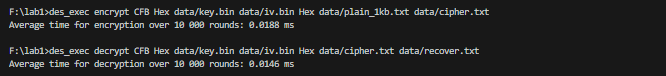 F:\lab1>des_exec encrypt CFB Hex data/key.bin data/iv.bin Hex data/plain_1kb.txt data/cipher.txt
Average time for encryption over 10 000 rounds: 0.0188 ms
F:\lab1>des_exec decrypt CFB Hex data/key.bin data/iv.bin Hex data/cipher.txt data/recover.txt
Average time for decryption over 10 000 rounds: 0.0146 ms